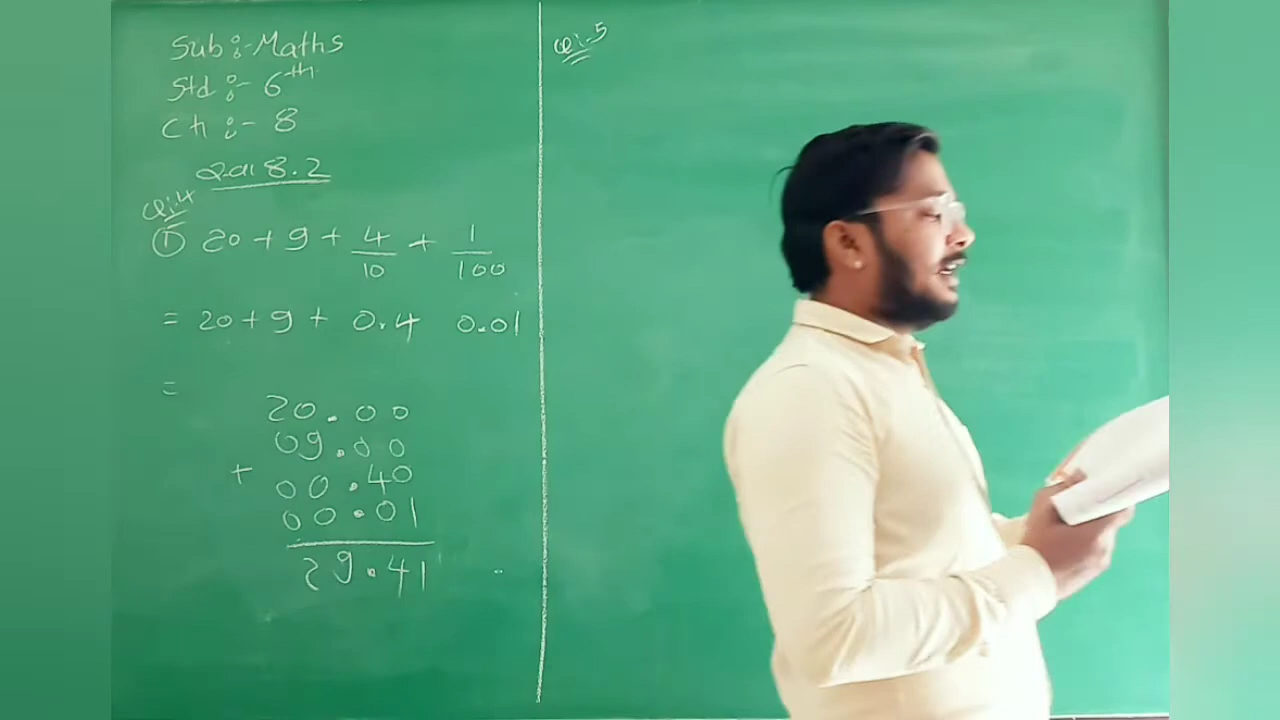 Sub :- Maths
Std :- 6th
Ch :- 8
8.2
Q:4
① 20 + 9 + 4/10 + 1/100
= 20 + 9 + 0.4 0.01
=
20.00
09.00
+ 00.40
00.01
29.41
Q:-5